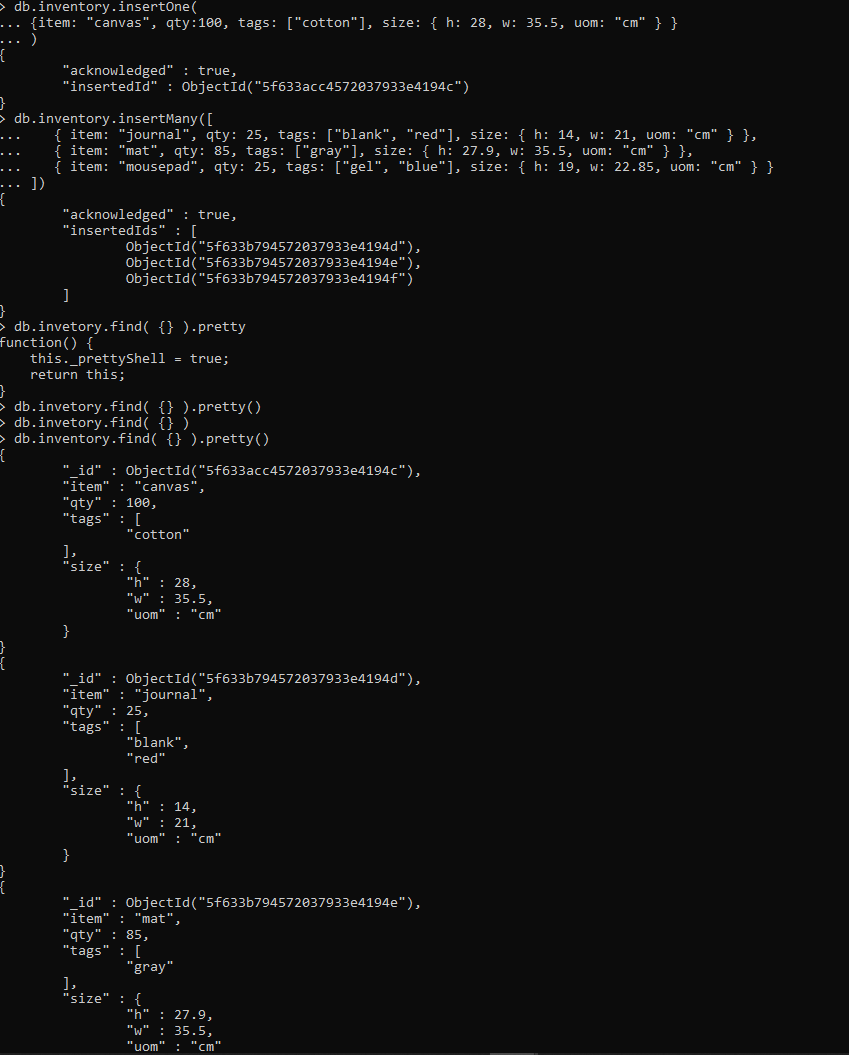 > db.inventory.insertOne(
... {item: "canvas", qty:100, tags: ["cotton"], size: { h: 28, w: 35.5, uom: "cm" } }
... )
{
        "acknowledged" : true,
        "insertedId" : ObjectId("5f633acc4572037933e4194c")
}
> db.inventory.insertMany([
...    { item: "journal", qty: 25, tags: ["blank", "red"], size: { h: 14, w: 21, uom: "cm" } },
...    { item: "mat", qty: 85, tags: ["gray"], size: { h: 27.9, w: 35.5, uom: "cm" } },
...    { item: "mousepad", qty: 25, tags: ["gel", "blue"], size: { h: 19, w: 22.85, uom: "cm" } }
... ])
{
        "acknowledged" : true,
        "insertedIds" : [
                ObjectId("5f633b794572037933e4194d"),
                ObjectId("5f633b794572037933e4194e"),
                ObjectId("5f633b794572037933e4194f")
        ]
}
> db.invetory.find( {} ).pretty
function() {
    this._prettyShell = true;
    return this;
}
> db.invetory.find( {} ).pretty()
> db.invetory.find( {} )
> db.inventory.find( {} ).pretty()
{
        "_id" : ObjectId("5f633acc4572037933e4194c"),
        "item" : "canvas",
        "qty" : 100,
        "tags" : [
                "cotton"
        ],
        "size" : {
                "h" : 28,
                "w" : 35.5,
                "uom" : "cm"
        }
}
{
        "_id" : ObjectId("5f633b794572037933e4194d"),
        "item" : "journal",
        "qty" : 25,
        "tags" : [
                "blank",
                "red"
        ],
        "size" : {
                "h" : 14,
                "w" : 21,
                "uom" : "cm"
        }
}
{
        "_id" : ObjectId("5f633b794572037933e4194e"),
        "item" : "mat",
        "qty" : 85,
        "tags" : [
                "gray"
        ],
        "size" : {
                "h" : 27.9,
                "w" : 35.5,
                "uom" : "cm"